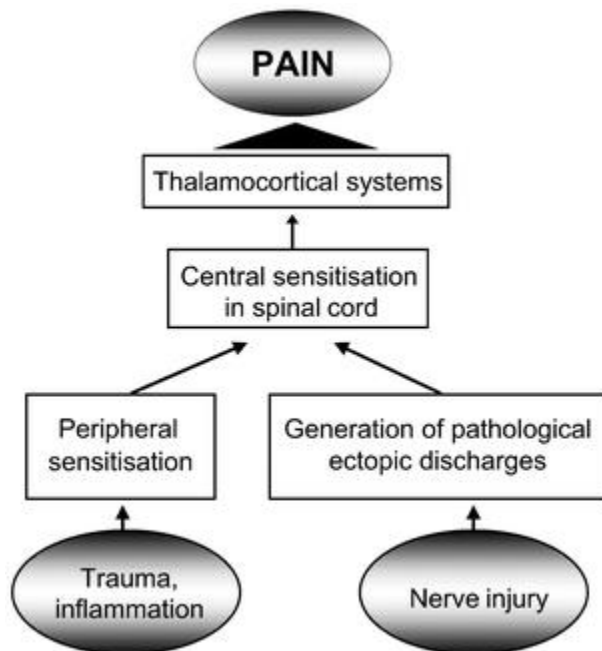 PAIN
Thalamocortical systems
Central sensitisation
in spinal cord
Peripheral
sensitisation
Generation of pathological
ectopic discharges
Trauma,
inflammation
Nerve injury